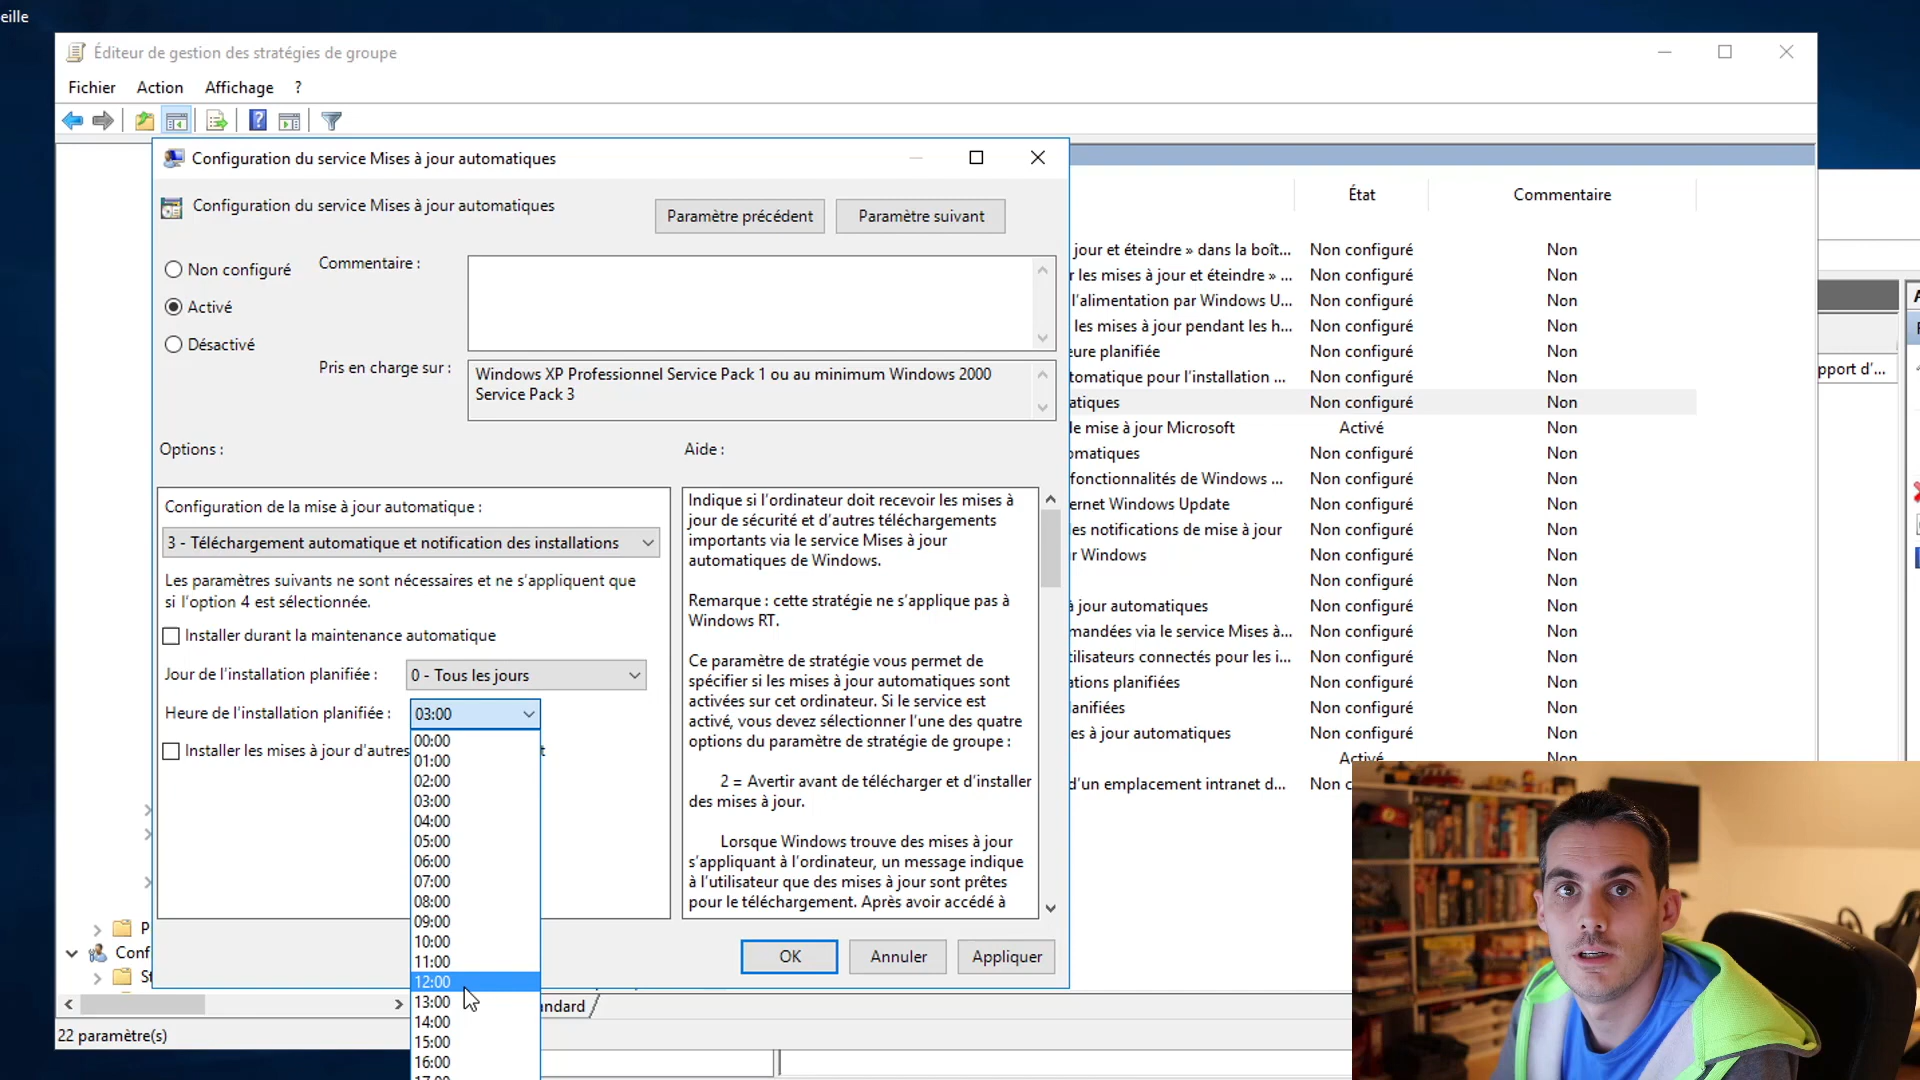 eille
Éditeur de gestion des stratégies de groupe
Fichier Action Affichage ?
Configuration du service Mises à jour automatiques
Configuration du service Mises à jour automatiques
Paramètre précédent
Paramètre suivant
Non configuré
Activé
Désactivé
Commentaire :
Pris en charge sur :
Windows XP Professionnel Service Pack 1 ou au minimum Windows 2000
Service Pack 3
Options :
Aide :
Configuration de la mise à jour automatique :
3 - Téléchargement automatique et notification des installations
Les paramètres suivants ne sont nécessaires et ne s'appliquent que
si l'option 4 est sélectionnée.
Installer durant la maintenance automatique
Jour de l'installation planifiée :
0 - Tous les jours
Heure de l'installation planifiée :
03:00
Installer les mises à jour d'autres
t
00:00
01:00
02:00
03:00
04:00
05:00
06:00
07:00
08:00
09:00
10:00
11:00
12:00
13:00
14:00
15:00
16:00
17:00
Indique si l'ordinateur doit recevoir les mises à
jour de sécurité et d'autres téléchargements
importants via le service Mises à jour
automatiques de Windows.
Remarque : cette stratégie ne s'applique pas à
Windows RT.
Ce paramètre de stratégie vous permet de
spécifier si les mises à jour automatiques sont
activées sur cet ordinateur. Si le service est
activé, vous devez sélectionner l'une des quatre
options du paramètre de stratégie de groupe :
2 = Avertir avant de télécharger et d'installer
des mises à jour.
Lorsque Windows trouve des mises à jour
s'appliquant à l'ordinateur, un message indique
à l'utilisateur que des mises à jour sont prêtes
pour le téléchargement. Après avoir accédé à
OK
Annuler
Appliquer
État Commentaire
jour et éteindre » dans la boît... Non configuré Non
r les mises à jour et éteindre » ... Non configuré Non
l'alimentation par Windows U... Non configuré Non
les mises à jour pendant les h... Non configuré Non
eure planifiée Non configuré Non
tomatique pour l'installation ... Non configuré Non
atiques Non configuré Non
le mise à jour Microsoft Activé Non
omatiques Non configuré Non
fonctionnalités de Windows ... Non configuré Non
ernet Windows Update Non configuré Non
les notifications de mise à jour Non configuré Non
r Windows Non configuré Non
Non configuré Non
à jour automatiques Non configuré Non
mandées via le service Mises à... Non configuré Non
tilisateurs connectés pour les i... Non configuré Non
ations planifiées Non configuré Non
lanifiées Non configuré Non
es à jour automatiques Non configuré Non
Activé Non
d'un emplacement intranet d... Non c
pport d'...
P
Conf
St
andard
22 paramètre(s)